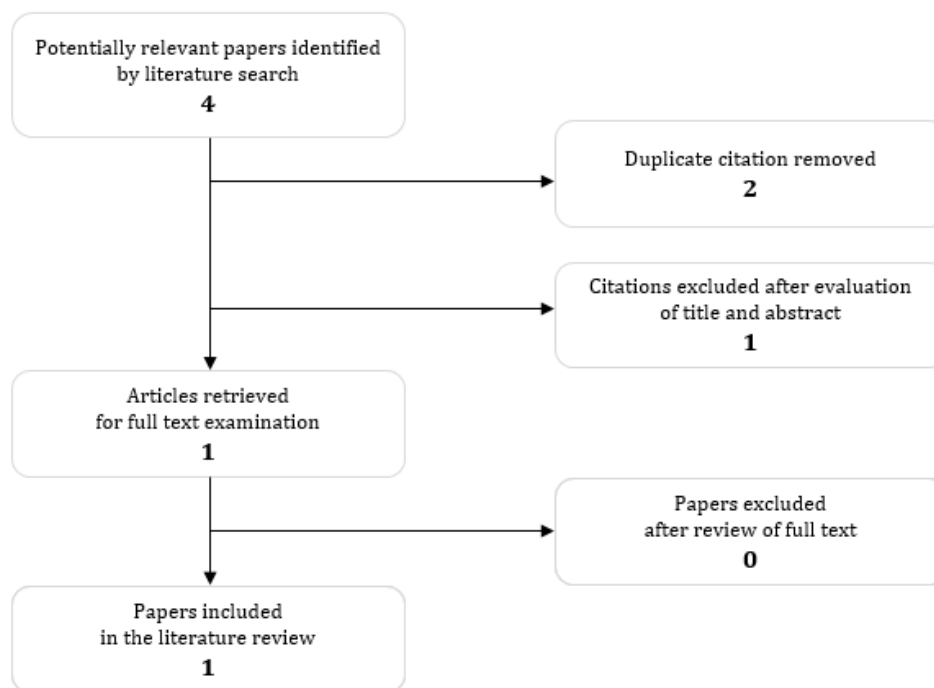 Potentially relevant papers identified
by literature search
4
Duplicate citation removed
2
Citations excluded after evaluation
of title and abstract
1
Articles retrieved
for full text examination
1
Papers excluded
after review of full text
0
Papers included
in the literature review
1